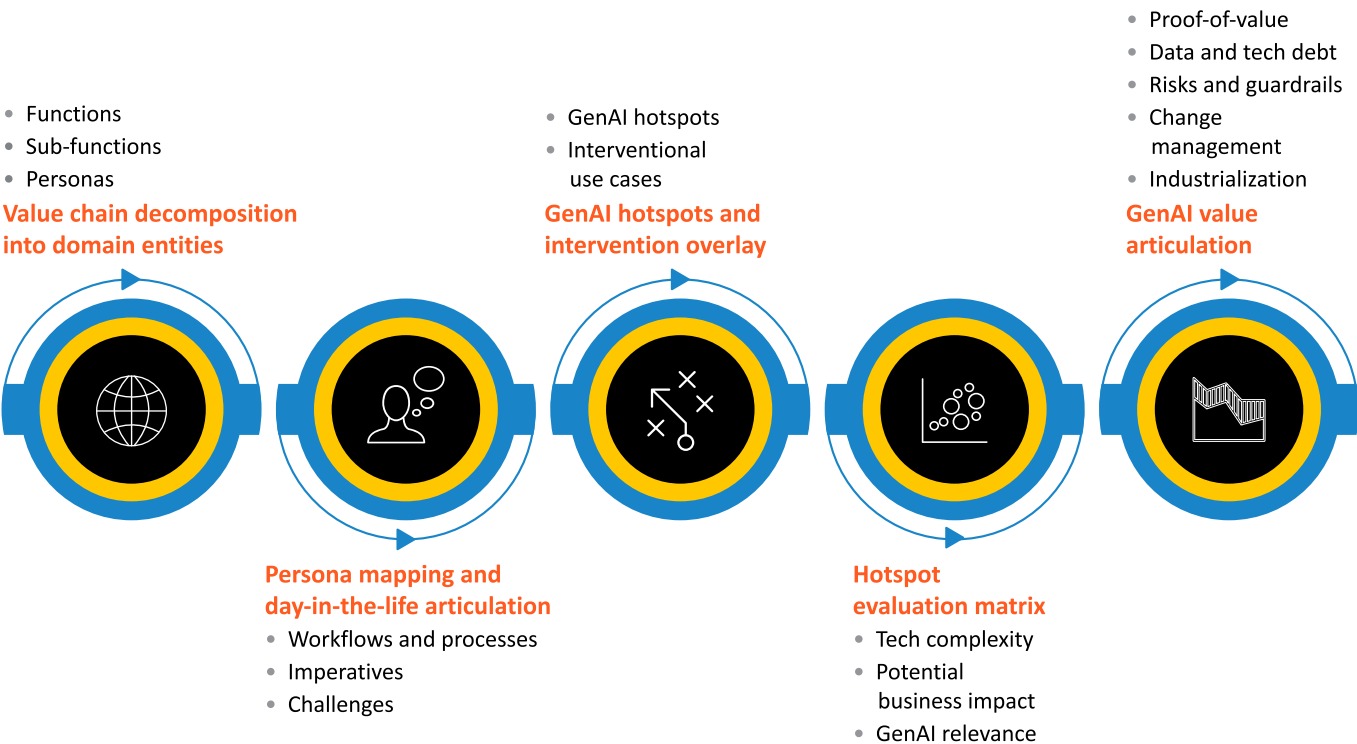 • Functions
• Sub-functions
• Personas
Value chain decomposition
into domain entities
Persona mapping and
day-in-the-life articulation
• Workflows and processes
• Imperatives
• Challenges
• GenAI hotspots
• Interventional
use cases
GenAI hotspots and
intervention overlay
Hotspot
evaluation matrix
• Tech complexity
• Potential
business impact
• GenAI relevance
• Proof-of-value
• Data and tech debt
• Risks and guardrails
• Change
management
• Industrialization
GenAI value
articulation